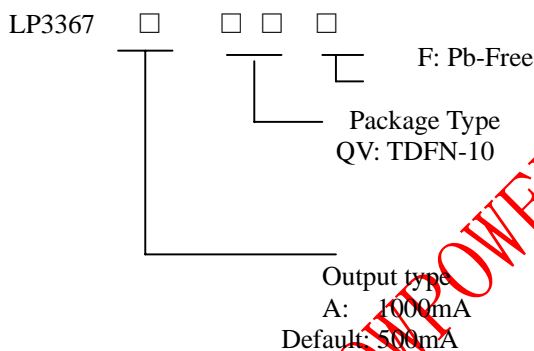 LP3367 □ □ □ □
F: Pb-Free
Package Type
QV: TDFN-10
Output type
A: 1000mA
Default: 500mA